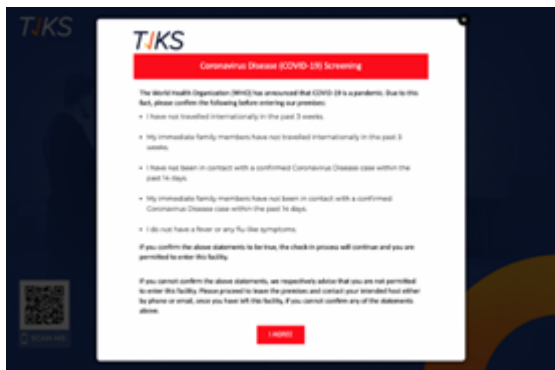 TJKS
TJKS
Coronavirus Disease (COVID-19) Screening
The World Health Organisation (WHO) has announced that COVID-19 is a pandemic. Due to this
fact, please confirm the following before entering our premises:
• I have not travelled internationally in the past 3 weeks.
• My immediate family members have not travelled internationally in the past 3
weeks.
• I have not been in contact with a confirmed Coronavirus Disease case within the
past 14 days.
• My immediate family members have not been in contact with a confirmed
Coronavirus Disease case within the past 14 days.
• I do not have a fever or any flu-like symptoms.
If you confirm the above statements to be true, the check-in process will continue and you are
permitted to enter this facility.
If you cannot confirm the above statements, we respectively advise that you are not permitted
to enter this facility. Please proceed to leave the premises and contact your intended host either
by phone or email, once you have left this facility, if you cannot confirm any of the statements
above.
I AGREE
SCAN ME